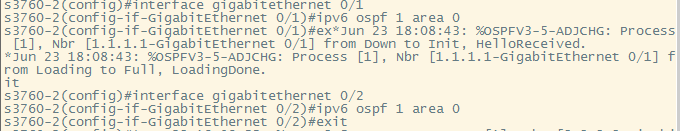 s3760-2(config)#interface gigabitethernet 0/1
s3760-2(config-if-GigabitEthernet 0/1)#ipv6 ospf 1 area 0
s3760-2(config-if-GigabitEthernet 0/1)#ex*Jun 23 18:08:43: %OSPFV3-5-ADJCHG: Process
[1], Nbr [1.1.1.1-GigabitEthernet 0/1] from Down to Init, HelloReceived.
*Jun 23 18:08:43: %OSPFV3-5-ADJCHG: Process [1], Nbr [1.1.1.1-GigabitEthernet 0/1] f
rom Loading to Full, LoadingDone.
it
s3760-2(config)#interface gigabitethernet 0/2
s3760-2(config-if-GigabitEthernet 0/2)#ipv6 ospf 1 area 0
s3760-2(config-if-GigabitEthernet 0/2)#exit